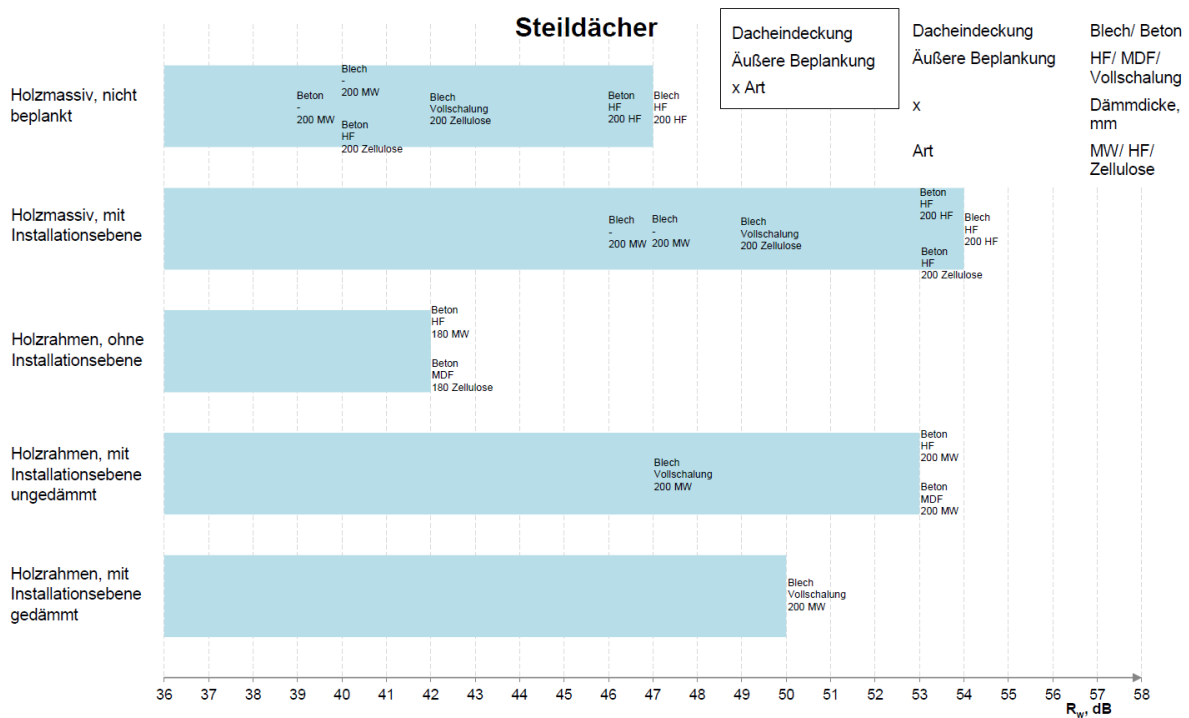 Steildächer
Dacheindeckung
Äußere Beplankung
x Art
Dacheindeckung
Blech/ Beton
Äußere Beplankung
HF/ MDF/
Vollschalung
x
Dämmdicke,
mm
Art
MW/ HF/
Zellulose
Holzmassiv, nicht
beplankt
Beton
-
200 MW
Blech
-
200 MW
Beton
HF
200 Zellulose
Blech
Vollschalung
200 Zellulose
Beton
HF
200 HF
Blech
HF
200 HF
Holzmassiv, mit
Installationsebene
Blech
-
200 MW
Blech
-
200 MW
Blech
Vollschalung
200 Zellulose
Beton
HF
200 HF
Beton
HF
200 Zellulose
Blech
HF
200 HF
Holzrahmen, ohne
Installationsebene
Beton
HF
180 MW
Beton
MDF
180 Zellulose
Holzrahmen, mit
Installationsebene
ungedämmt
Blech
Vollschalung
200 MW
Beton
HF
200 MW
Beton
MDF
200 MW
Holzrahmen, mit
Installationsebene
gedämmt
Blech
Vollschalung
200 MW
36 37 38 39 40 41 42 43 44 45 46 47 48 49 50 51 52 53 54 55 56 57 58
Rw, dB